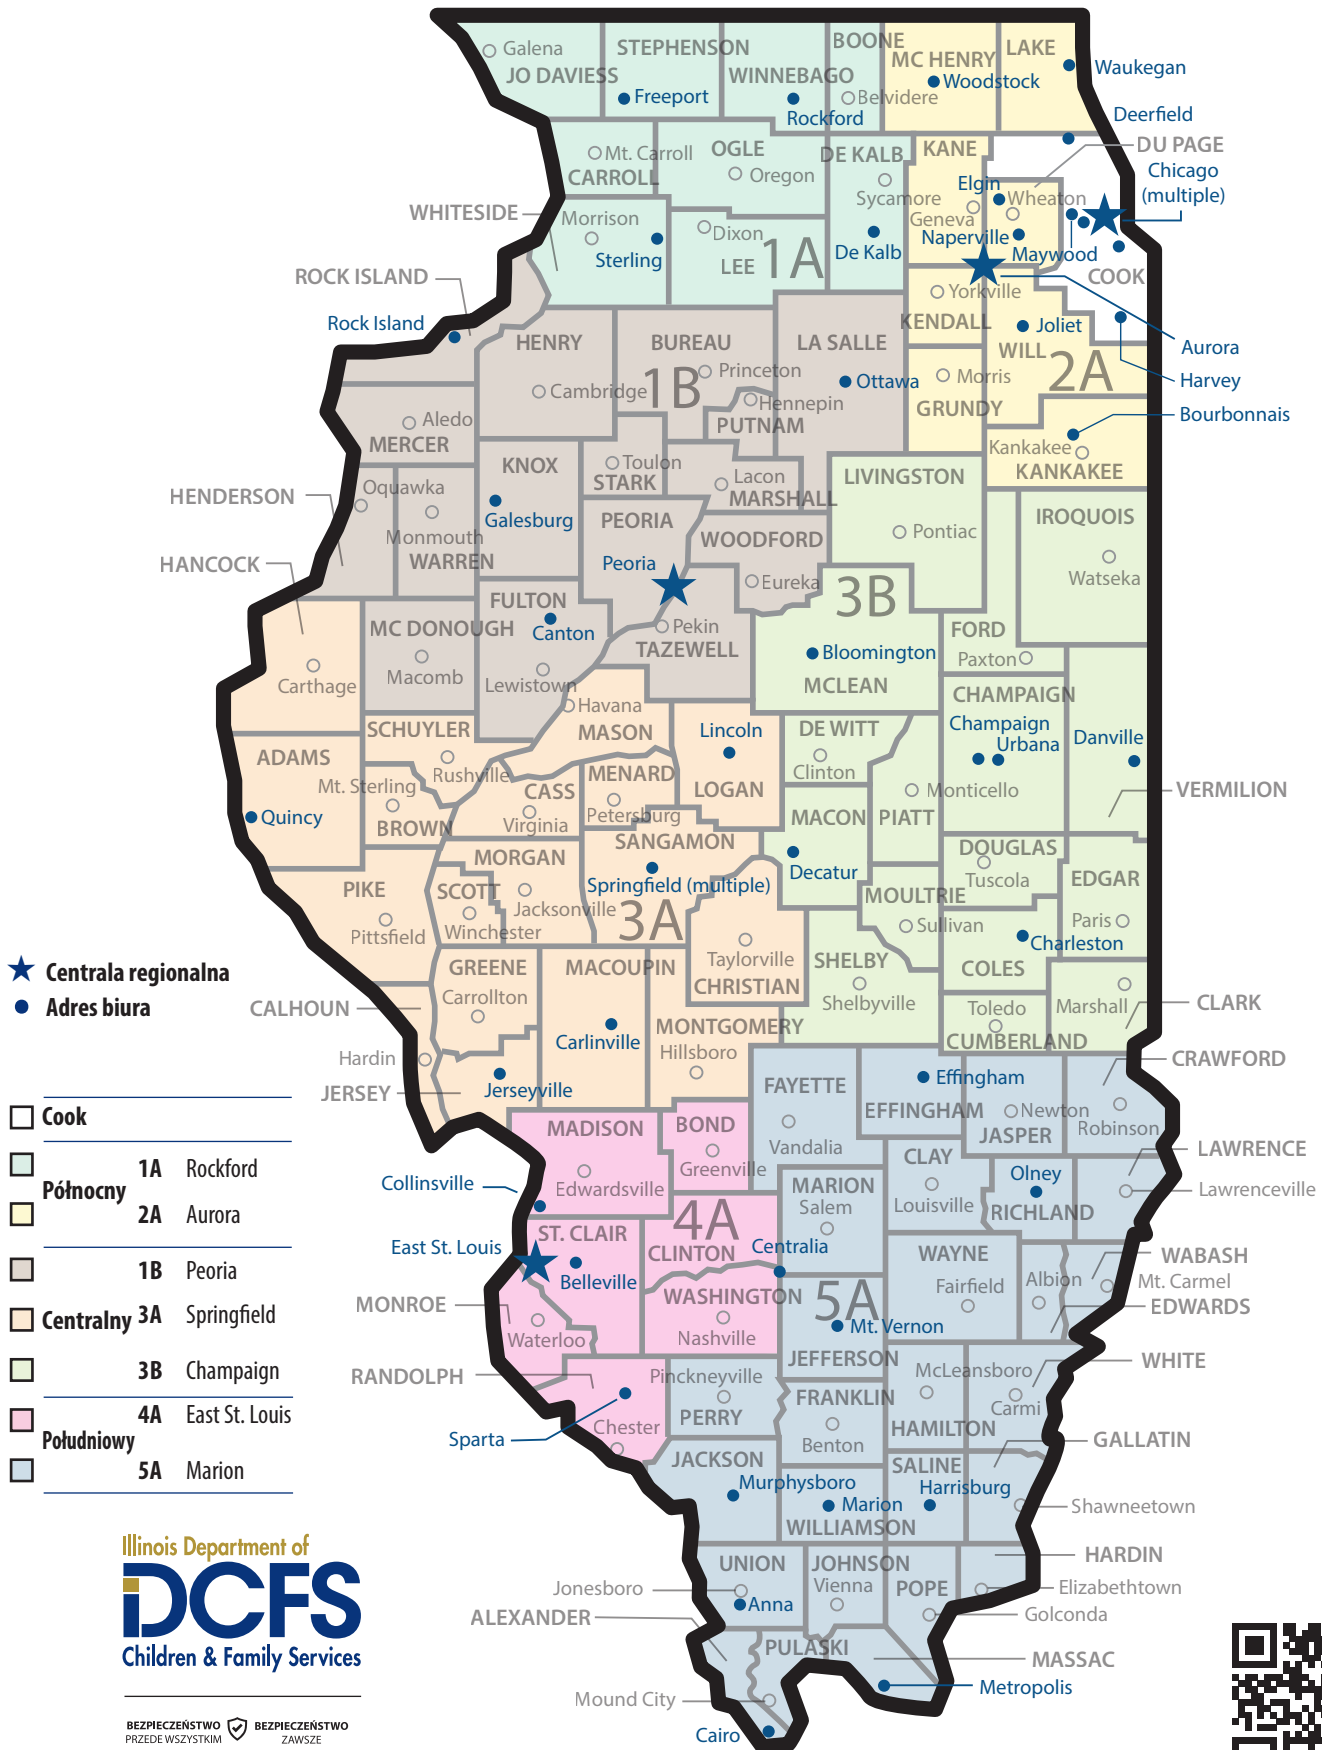 Galena
JO DAVIESS
STEPHENSON
Freeport
WINNEBAGO
Rockford
BOONE
Belvidere
MC HENRY
Woodstock
LAKE
Waukegan
Deerfield
DU PAGE
Chicago
(multiple)
Mt. Carroll
CARROLL
OGLE
Oregon
DE KALB
Sycamore
De Kalb
KANE
Elgin
Geneva
Wheaton
Naperville
Maywood
COOK
WHITESIDE
Morrison
Sterling
Dixon
LEE
1A
ROCK ISLAND
Rock Island
HENRY
Cambridge
BUREAU
1B
Princeton
Hennepin
PUTNAM
LA SALLE
Ottawa
Yorkville
KENDALL
Joliet
WILL
2A
Aurora
Harvey
Bourbonnais
Morris
GRUNDY
Kankakee
KANKAKEE
Aledo
MERCER
KNOX
Galesburg
Toulon
STARK
Lacon
MARSHALL
LIVINGSTON
Pontiac
IROQUOIS
Watseka
HENDERSON
Oquawka
Monmouth
WARREN
PEORIA
Peoria
WOODFORD
Eureka
3B
HANCOCK
Carthage
MC DONOUGH
Macomb
FULTON
Canton
Lewistown
Pekin
TAZEWELL
Bloomington
MCLEAN
FORD
Paxton
SCHUYLER
Rushville
Havana
MASON
Lincoln
LOGAN
DE WITT
Clinton
CHAMPAIGN
Champaign
Urbana
Danville
VERMILION
ADAMS
Quincy
Mt. Sterling
BROWN
CASS
Virginia
MENARD
Petersburg
MACON
Decatur
PIATT
Monticello
DOUGLAS
Tuscola
EDGAR
Paris
PIKE
Pittsfield
MORGAN
SCOTT
Jacksonville
Winchester
SANGAMON
Springfield (multiple)
3A
Taylorville
CHRISTIAN
MOULTRIE
Sullivan
SHELBY
Shelbyville
Charleston
COLES
Toledo
CUMBERLAND
Marshall
CLARK
Centrala regionalna
Adres biura
CALHOUN
Hardin
JERSEY
GREENE
Carrollton
Jerseyville
MACOUPIN
Carlinville
MONTGOMERY
Hillsboro
FAYETTE
Vandalia
Effingham
EFFINGHAM
Newton
JASPER
CRAWFORD
Robinson
LAWRENCE
Lawrenceville
MADISON
Edwardsville
BOND
Greenville
Collinsville
MARION
Salem
CLAY
Louisville
Olney
RICHLAND
East St. Louis
ST. CLAIR
Belleville
4A
CLINTON
Centralia
WASHINGTON
Nashville
MONROE
Waterloo
5A
Mt. Vernon
JEFFERSON
WAYNE
Fairfield
Albion
WABASH
Mt. Carmel
EDWARDS
WHITE
Carmi
RANDOLPH
Sparta
Chester
Pinckneyville
PERRY
FRANKLIN
Benton
McLeansboro
HAMILTON
GALLATIN
Shawneetown
JACKSON
Murphysboro
Marion
WILLIAMSON
SALINE
Harrisburg
HARDIN
Elizabethtown
Golconda
UNION
Jonesboro
Anna
JOHNSON
Vienna
POPE
ALEXANDER
PULASKI
Mound City
Cairo
MASSAC
Metropolis
Cook
Północny
1A Rockford
2A Aurora
Centralny
1B Peoria
3A Springfield
3B Champaign
Południowy
4A East St. Louis
5A Marion
Illinois Department of
DCFS
Children & Family Services
BEZPIECZEŃSTWO
PRZEDE WSZYSTKIM
BEZPIECZEŃSTWO
ZAWSZE